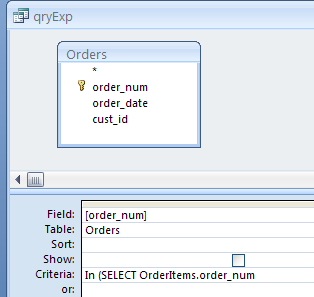 qryExp
Orders
*
order_num
order_date
cust_id
Field: [order_num]
Table: Orders
Sort:
Show:
Criteria: In (SELECT OrderItems.order_num
or: